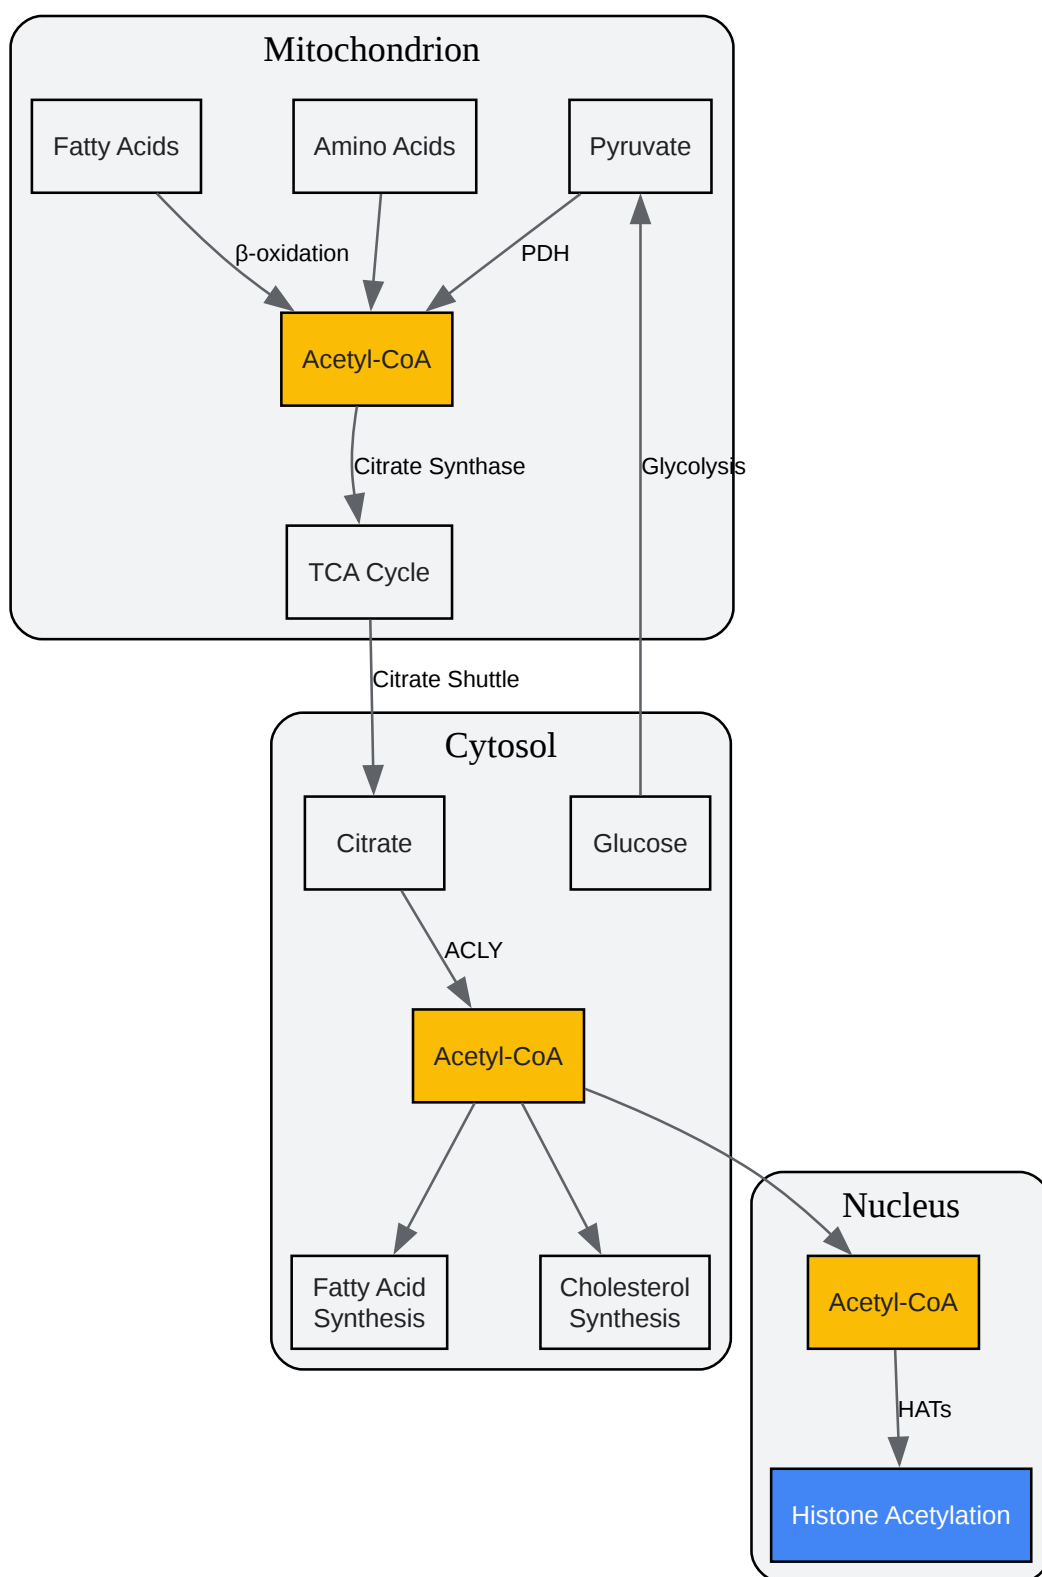 Mitochondrion
Fatty Acids
Amino Acids
Pyruvate
β-oxidation
PDH
Acetyl-CoA
Citrate Synthase
Glycolysis
TCA Cycle
Citrate Shuttle
Cytosol
Citrate
Glucose
ACLY
Acetyl-CoA
Fatty Acid
Synthesis
Cholesterol
Synthesis
Nucleus
Acetyl-CoA
HATs
Histone Acetylation